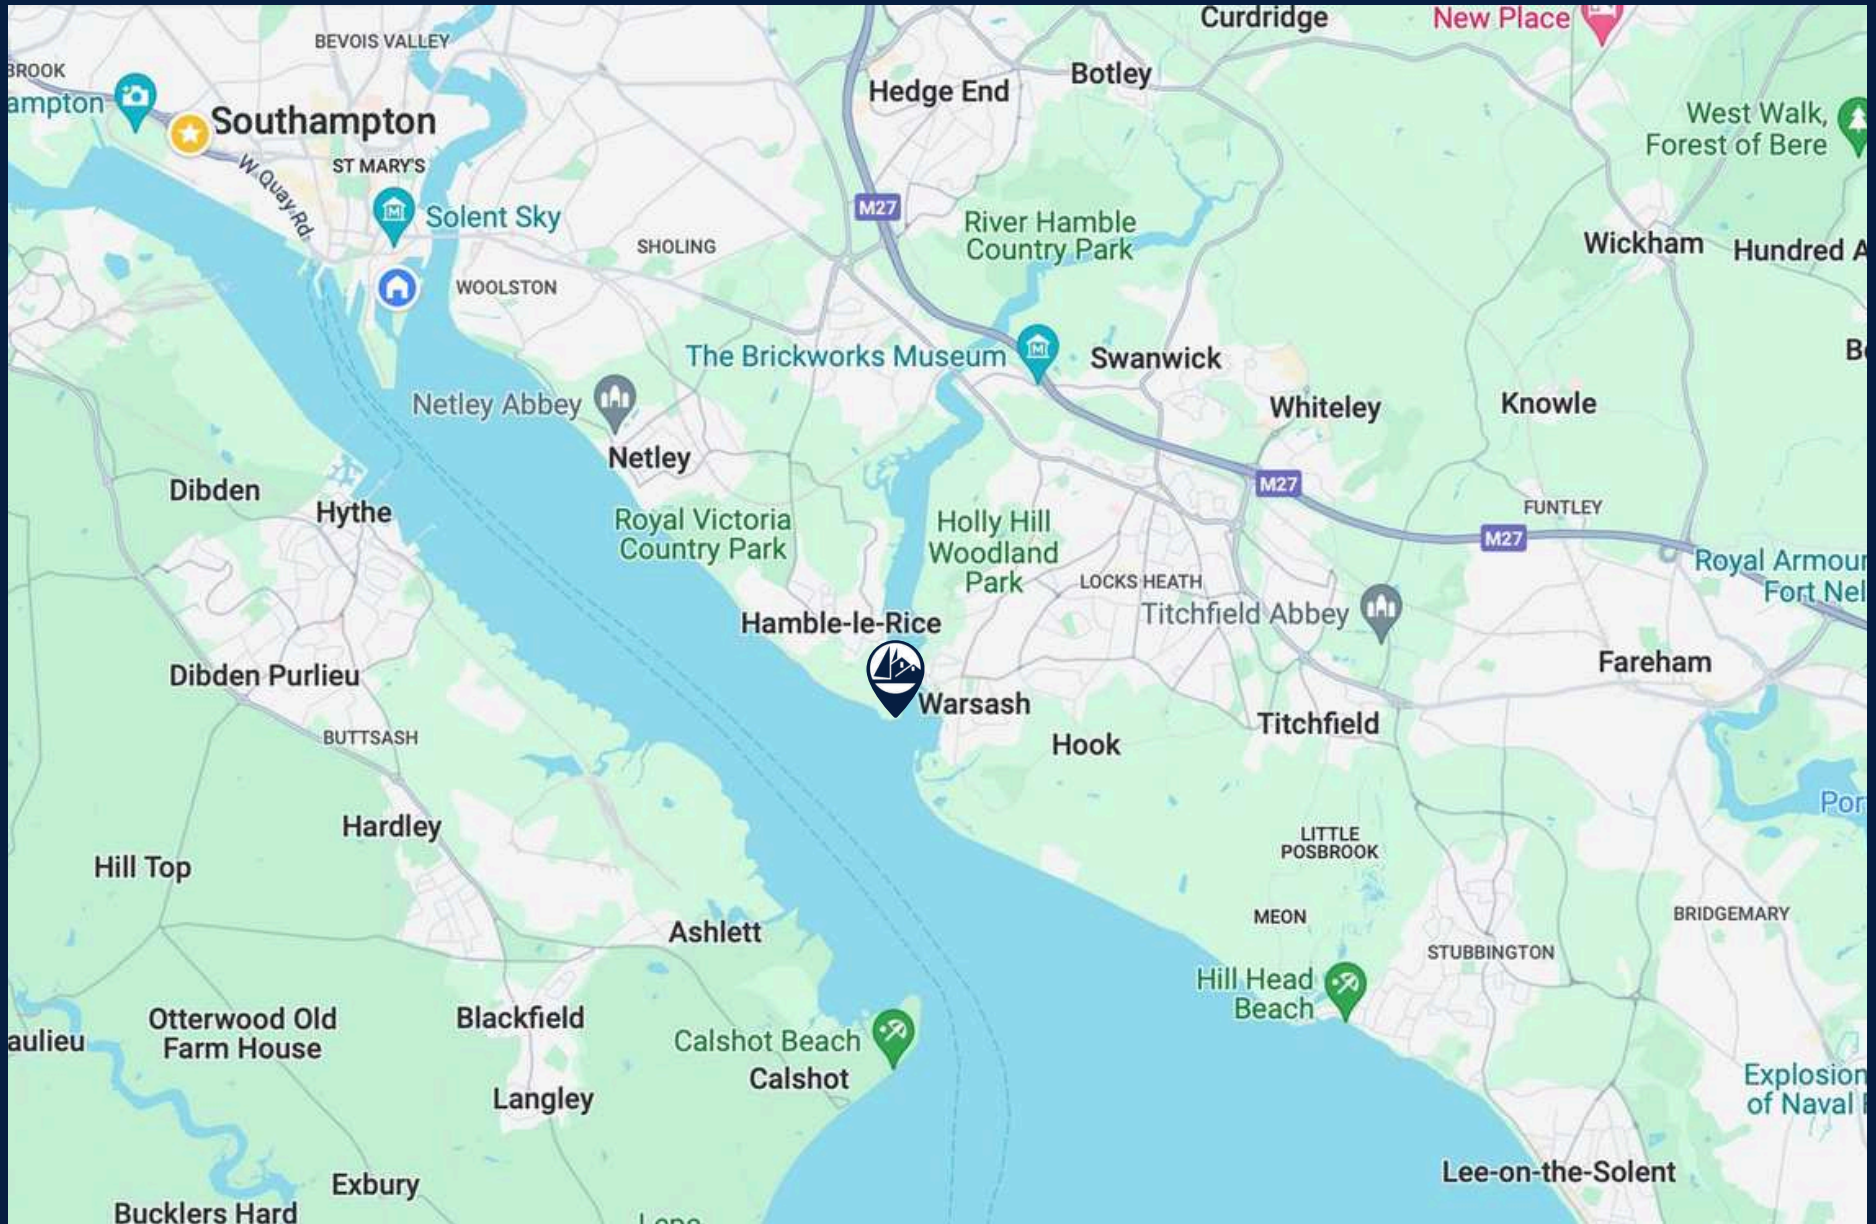 Curdridge
New Place
BEVOIS VALLEY
BROOK
ampton
Southampton
Hedge End
Botley
West Walk,
Forest of Bere
W Quay Rd
ST MARY'S
Solent Sky
M27
River Hamble
Country Park
SHOLING
WOOLSTON
Wickham
Hundred A
The Brickworks Museum
Swanwick
Netley Abbey
Whiteley
Knowle
Netley
M27
Dibden
Hythe
Royal Victoria
Country Park
Holly Hill
Woodland
Park
FUNTLEY
M27
Royal Armour
Fort Nel
LOCKS HEATH
Titchfield Abbey
Hamble-le-Rice
Dibden Purlieu
Fareham
Warsash
Titchfield
Hook
BUTTSASH
Hardley
Hill Top
LITTLE
POSBROOK
Por
MEON
BRIDGEMARY
Ashlett
STUBBINGTON
Hill Head
Beach
Otterwood Old
Farm House
Blackfield
aulieu
Calshot Beach
Calshot
Langley
Explosion
of Naval
Exbury
Lee-on-the-Solent
Bucklers Hard